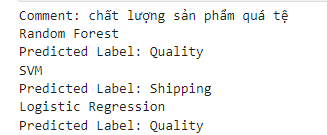 Comment: chất lượng sản phẩm quá tệ
Random Forest
Predicted Label: Quality
SVM
Predicted Label: Shipping
Logistic Regression
Predicted Label: Quality